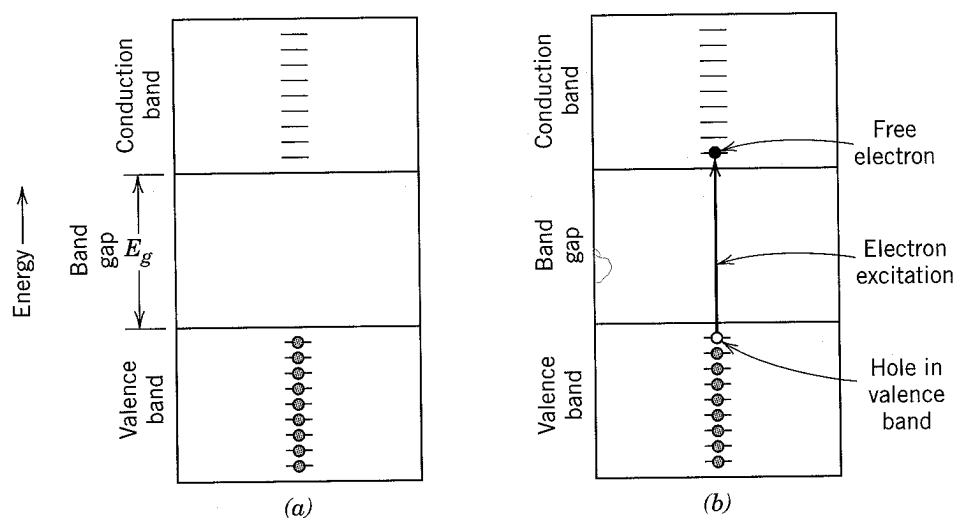 Energy
Conduction
band
Band
gap
E_g
Valence
band
(a)
Conduction
band
Band
gap
Valence
band
Free
electron
Electron
excitation
Hole in
valence
band
(b)